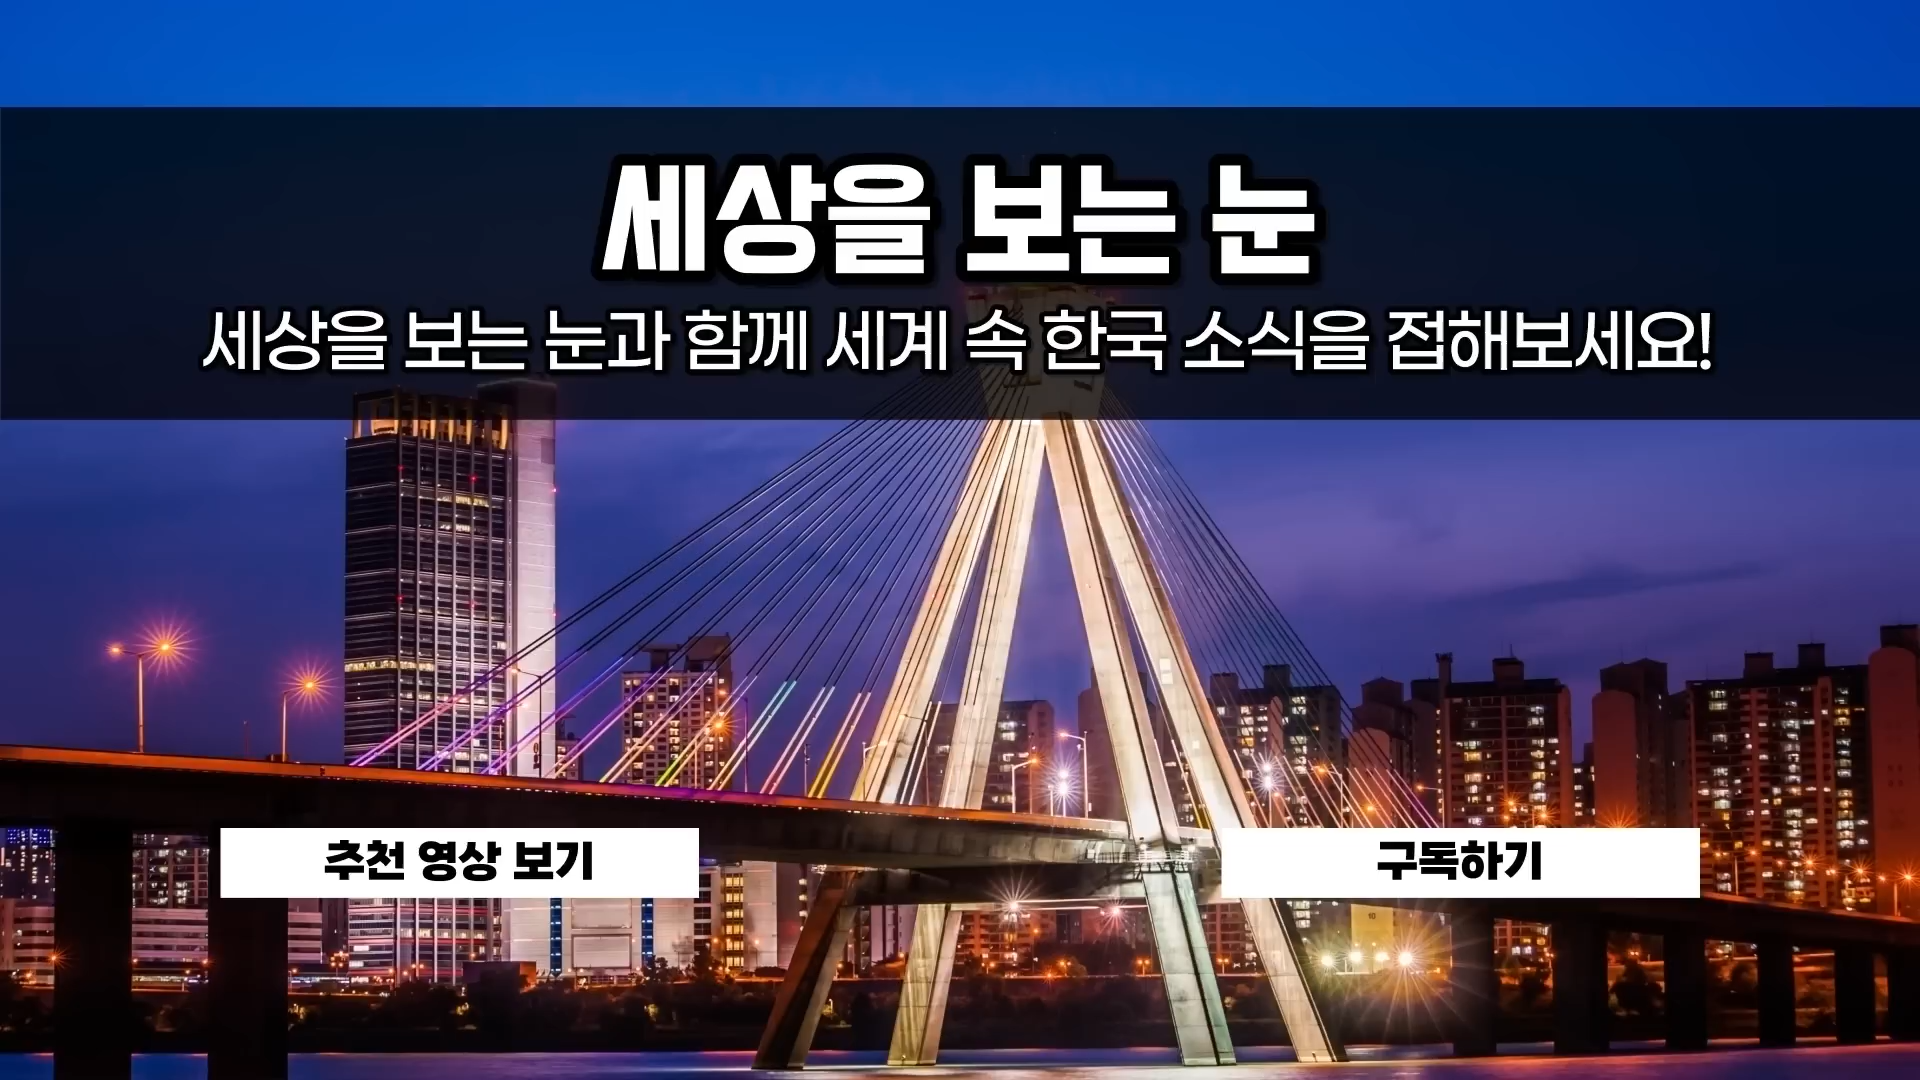 세상을 보는 눈
세상을 보는 눈과 함께 세계 속 한국 소식을 접해보세요!
추천 영상 보기
구독하기